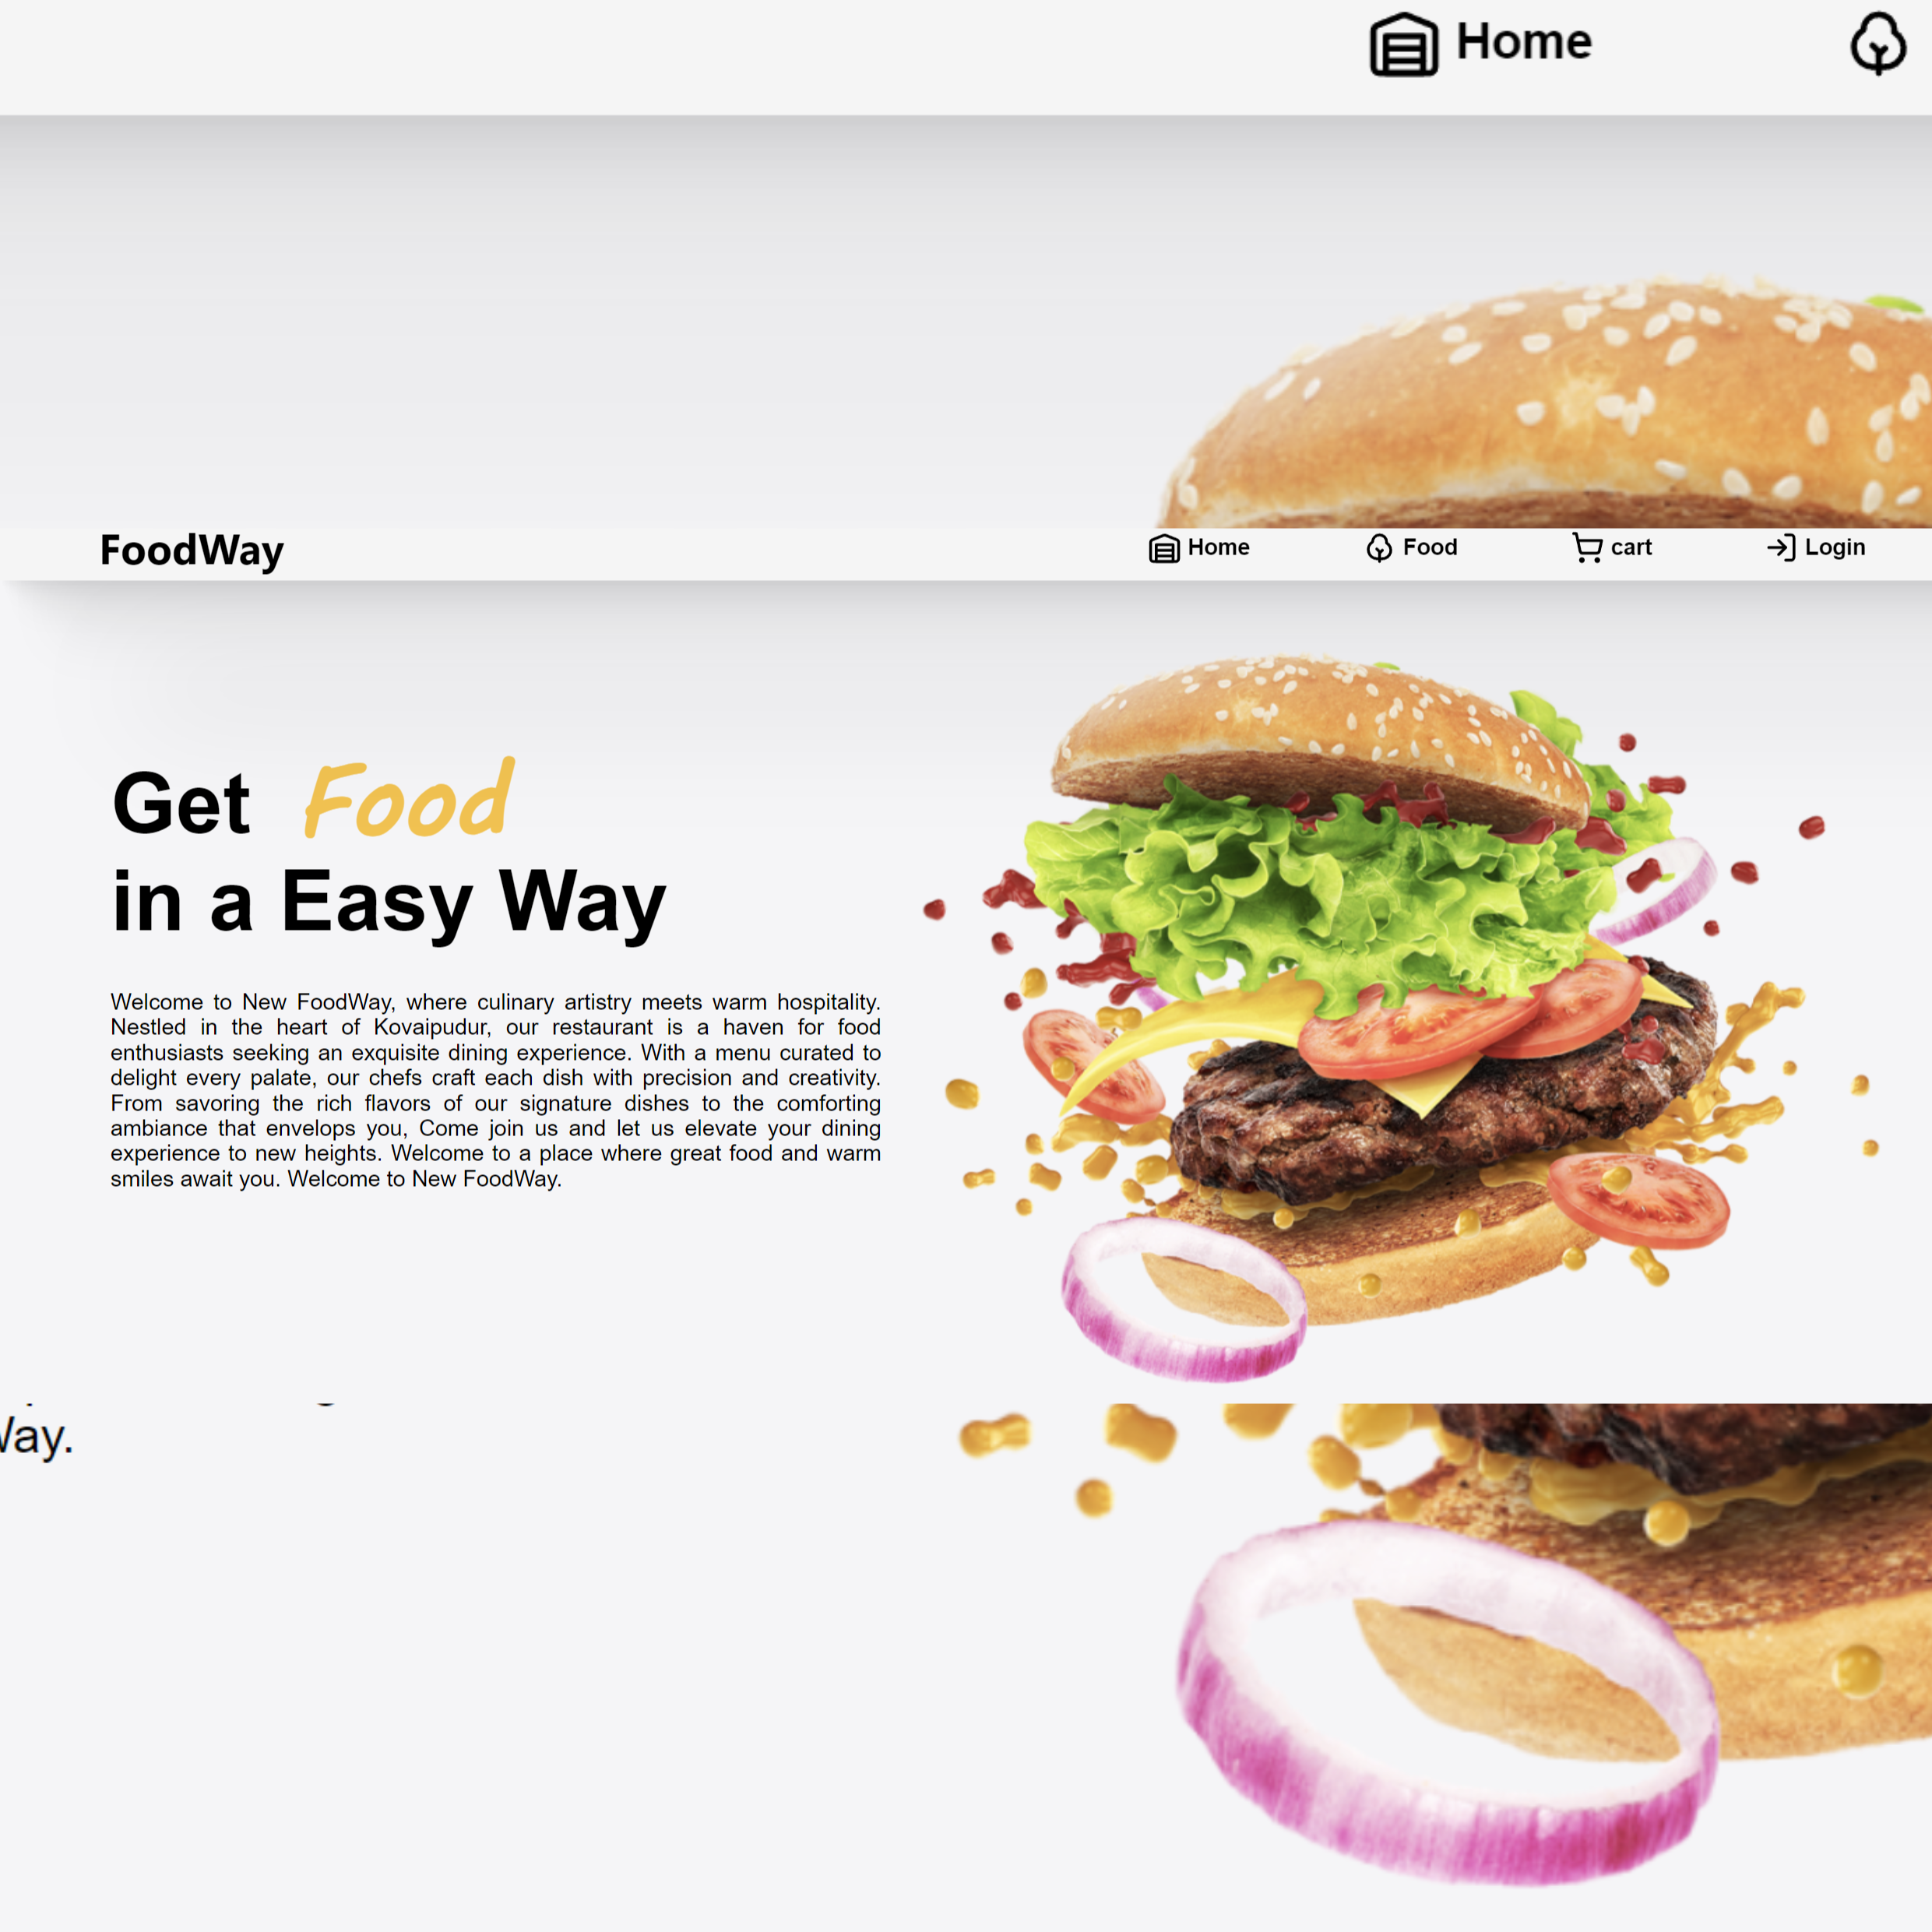 Home
FoodWay
Home Food cart Login
Get Food
in a Easy Way
Welcome to New FoodWay, where culinary artistry meets warm hospitality.
Nestled in the heart of Kovaipudur, our restaurant is a haven for food
enthusiasts seeking an exquisite dining experience. With a menu curated to
delight every palate, our chefs craft each dish with precision and creativity.
From savoring the rich flavors of our signature dishes to the comforting
ambiance that envelops you, Come join us and let us elevate your dining
experience to new heights. Welcome to a place where great food and warm
smiles await you. Welcome to New FoodWay.
Way.